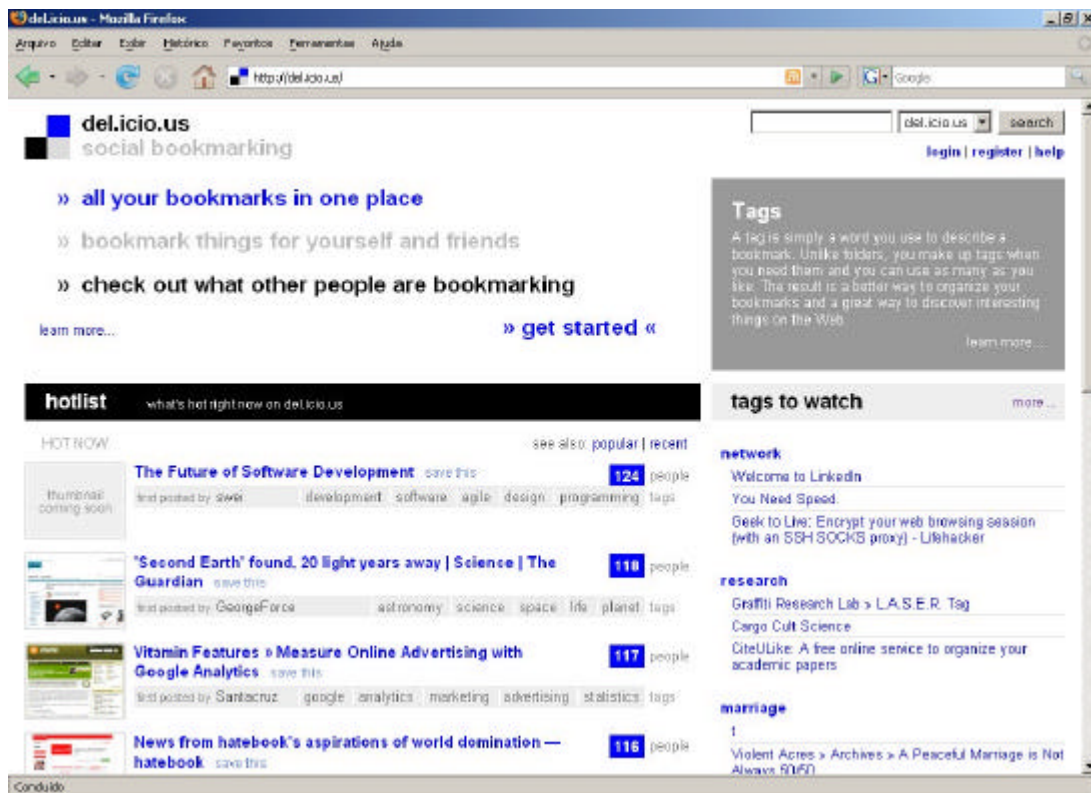 del.icio.us - Mozilla Firefox
Arquivo Editar Exibir Histórico Favoritos Ferramentas Ajuda
http://del.icio.us/
Google
del.icio.us
social bookmarking
del.icio.us search
login | register | help
» all your bookmarks in one place
» bookmark things for yourself and friends
» check out what other people are bookmarking
learn more...
» get started «
Tags
A tag is simply a word you use to describe a
bookmark. Unlike folders, you make up tags when
you need them and you can use as many as you
like. The result is a better way to organize your
bookmarks and a great way to discover interesting
things on the Web.
learn more...
hotlist what's hot right now on del.icio.us
HOT NOW see also: popular | recent
thumbnail
coming soon
The Future of Software Development save this 124 people
first posted by swei development software agile design programming tags
'Second Earth' found, 20 light years away | Science | The
Guardian save this
118 people
first posted by GeorgeForce astronomy science space life planet tags
Vitamin Features » Measure Online Advertising with
Google Analytics save this
117 people
first posted by Santacruz google analytics marketing advertising statistics tags
News from hatebook's aspirations of world domination —
hatebook save this
116 people
tags to watch more...
network
Welcome to LinkedIn
You Need Speed.
Geek to Live: Encrypt your web browsing session
(with an SSH SOCKS proxy) - Lifehacker
research
Graffiti Research Lab » L.A.S.E.R. Tag
Cargo Cult Science
CiteULike: A free online service to organize your
academic papers
marriage
t
Violent Acres » Archives » A Peaceful Marriage is Not
Always 50/50
Concluído